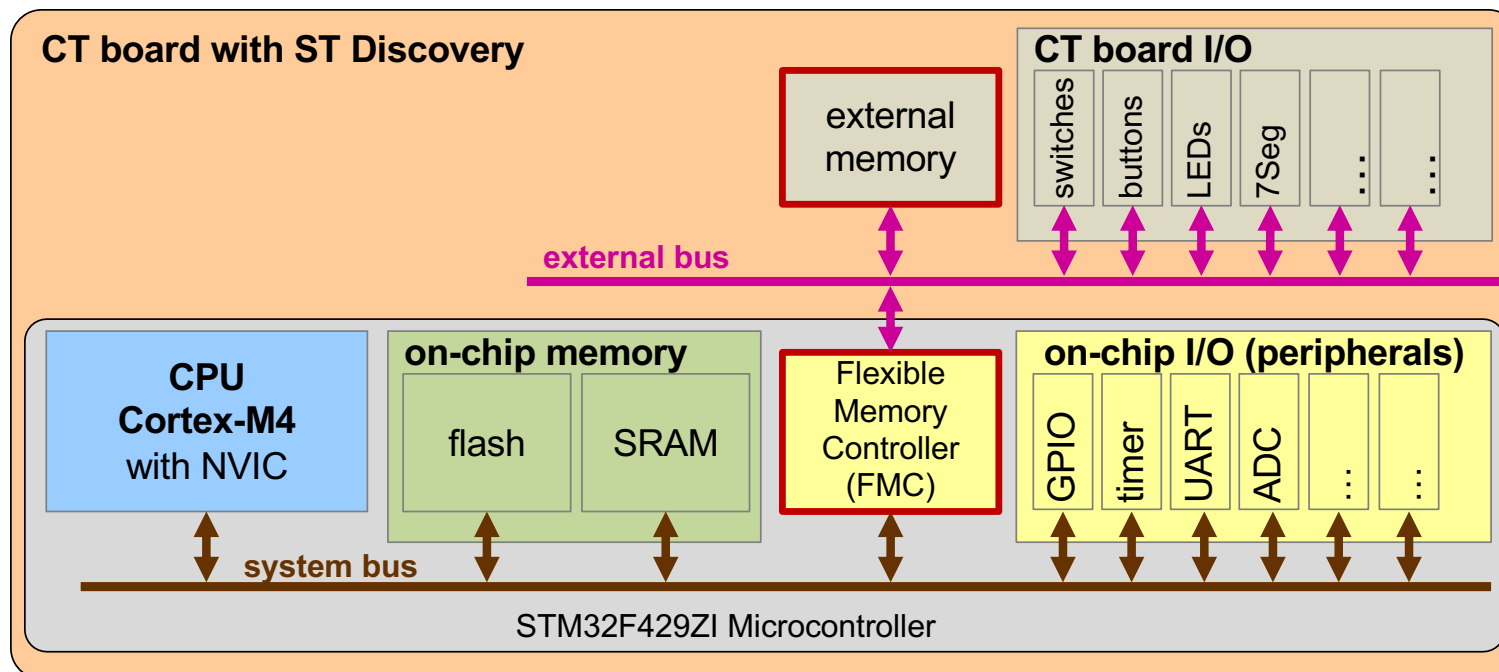 CT board with ST Discovery
external
memory
CT board I/O
switches
buttons
LEDs
7Seg
...
...
external bus
CPU
Cortex-M4
with NVIC
on-chip memory
flash
SRAM
Flexible
Memory
Controller
(FMC)
on-chip I/O (peripherals)
GPIO
timer
UART
ADC
...
...
system bus
STM32F429ZI Microcontroller